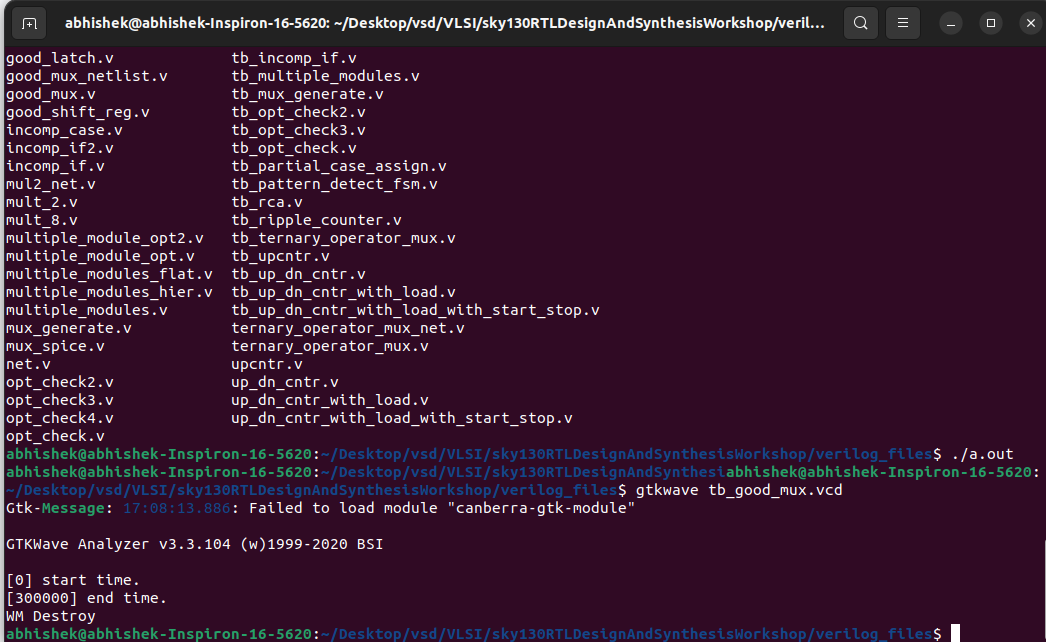 abhishek@abhishek-Inspiron-16-5620: ~/Desktop/vsd/VLSI/sky130RTLDesignAndSynthesisWorkshop/veril...
good_latch.v tb_incomp_if.v
good_mux_netlist.v tb_multiple_modules.v
good_mux.v tb_mux_generate.v
good_shift_reg.v tb_opt_check2.v
incomp_case.v tb_opt_check3.v
incomp_if2.v tb_opt_check.v
incomp_if.v tb_partial_case_assign.v
mul2_net.v tb_pattern_detect_fsm.v
mult_2.v tb_rca.v
mult_8.v tb_ripple_counter.v
multiple_module_opt2.v tb_ternary_operator_mux.v
multiple_module_opt.v tb_upcntr.v
multiple_modules_flat.v tb_up_dn_cntr.v
multiple_modules_hier.v tb_up_dn_cntr_with_load.v
multiple_modules.v tb_up_dn_cntr_with_load_with_start_stop.v
mux_generate.v ternary_operator_mux_net.v
mux_spice.v ternary_operator_mux.v
net.v upcntr.v
opt_check2.v up_dn_cntr.v
opt_check3.v up_dn_cntr_with_load.v
opt_check4.v up_dn_cntr_with_load_with_start_stop.v
opt_check.v
abhishek@abhishek-Inspiron-16-5620:~/Desktop/vsd/VLSI/sky130RTLDesignAndSynthesisWorkshop/verilog_files$ ./a.out
abhishek@abhishek-Inspiron-16-5620:~/Desktop/vsd/VLSI/sky130RTLDesignAndSynthesiabhishek@abhishek-Inspiron-16-5620:
~/Desktop/vsd/VLSI/sky130RTLDesignAndSynthesisWorkshop/verilog_files$ gtkwave tb_good_mux.vcd
Gtk-Message: 17:08:13.886: Failed to load module "canberra-gtk-module"
GTKWave Analyzer v3.3.104 (w)1999-2020 BSI
[0] start time.
[300000] end time.
WM Destroy
abhishek@abhishek-Inspiron-16-5620:~/Desktop/vsd/VLSI/sky130RTLDesignAndSynthesisWorkshop/verilog_files$